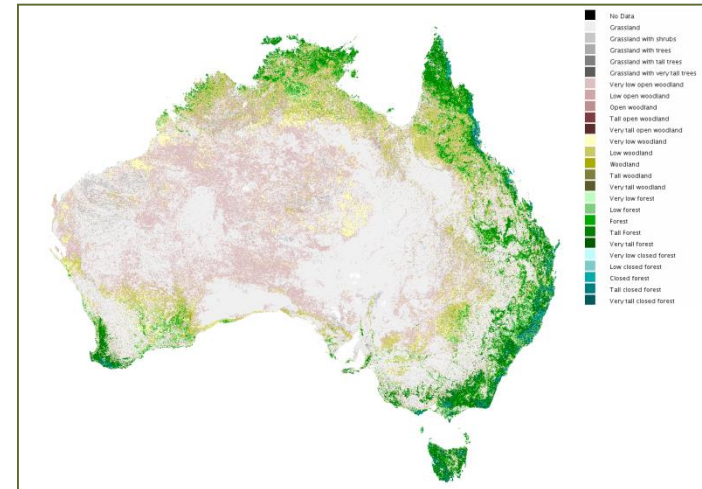 No Data
Grassland
Grassland with shrubs
Grassland with trees
Grassland with tall trees
Grassland with very tall trees
Very low open woodland
Low open woodland
Open woodland
Tall open woodland
Very tall open woodland
Very low woodland
Low woodland
Woodland
Tall woodland
Very tall woodland
Very low forest
Low forest
Forest
Tall Forest
Very tall forest
Very low closed forest
Low closed forest
Closed forest
Tall closed forest
Very tall closed forest